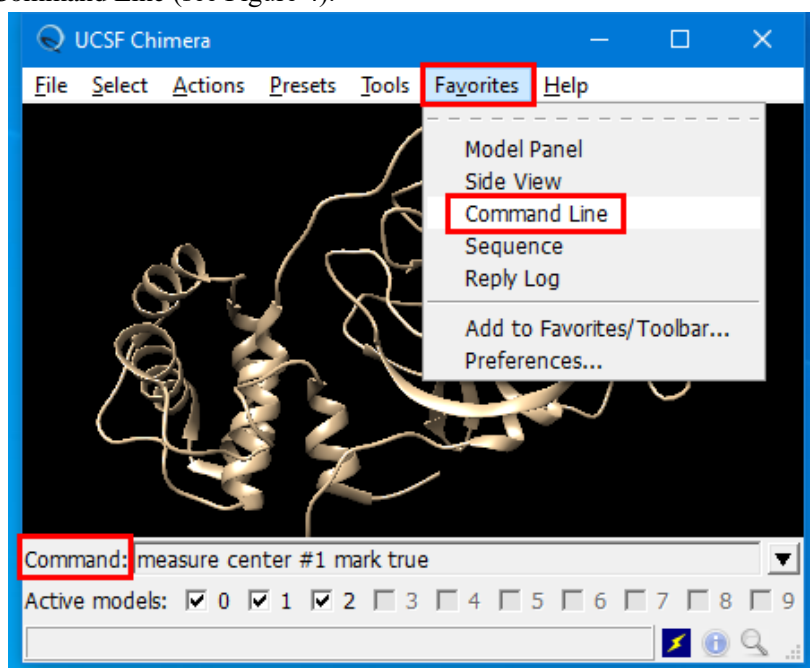 Command Line (see Figure 4).
UCSF Chimera
File Select Actions Presets Tools Favorites Help
Model Panel
Side View
Command Line
Sequence
Reply Log
Add to Favorites/Toolbar...
Preferences...
Command: measure center #1 mark true
Active models: 0 1 2 3 4 5 6 7 8 9